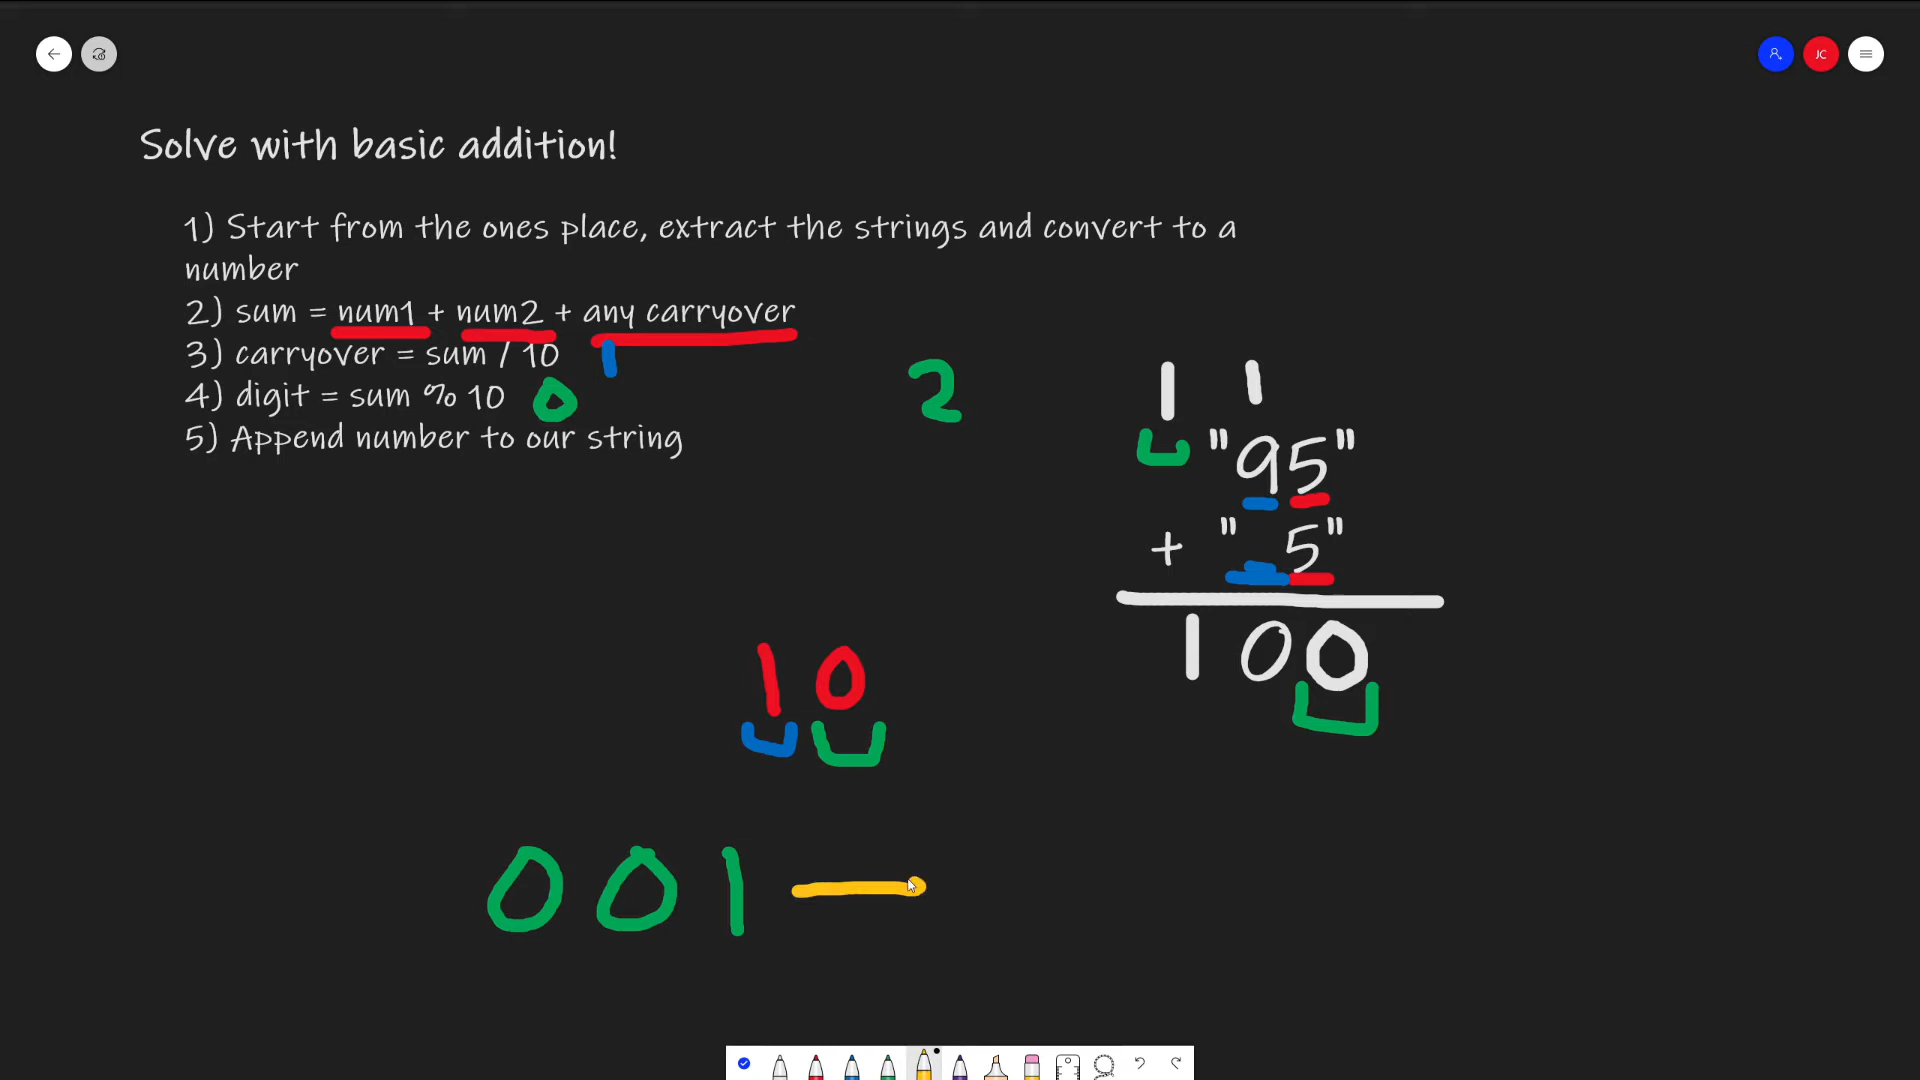 JC
Solve with basic addition!
1) Start from the ones place, extract the strings and convert to a
number
2) sum = num1 + num2 + any carryover
3) carryover = sum / 10 1
4) digit = sum % 10 0
5) Append number to our string
2
1 1
"95"
+ " 5"
100
10
001 —